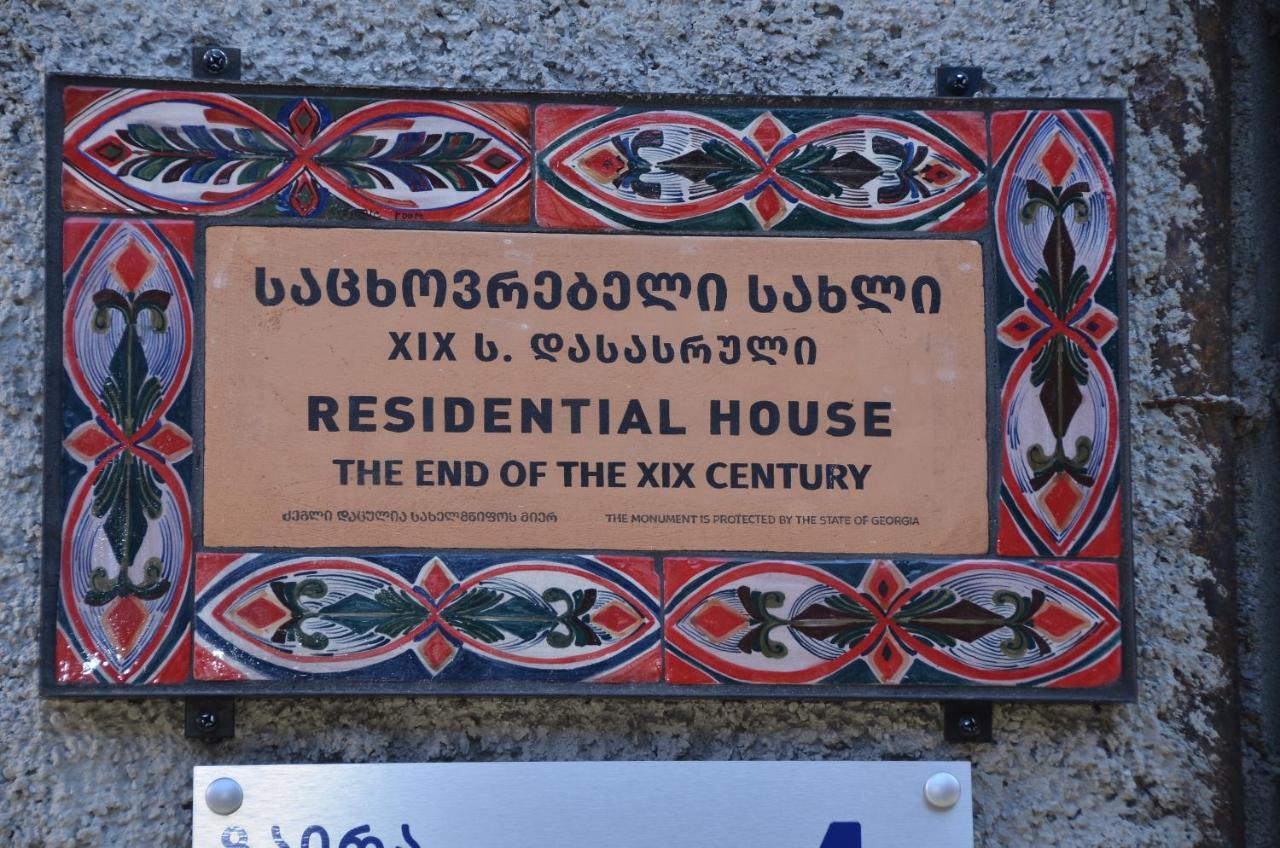 საცხოვრებელი სახლი
XIX ს. დასასრული
RESIDENTIAL HOUSE
THE END OF THE XIX CENTURY
ძეგლი დაცულია სახელმწიფოს მიერ THE MONUMENT IS PROTECTED BY THE STATE OF GEORGIA